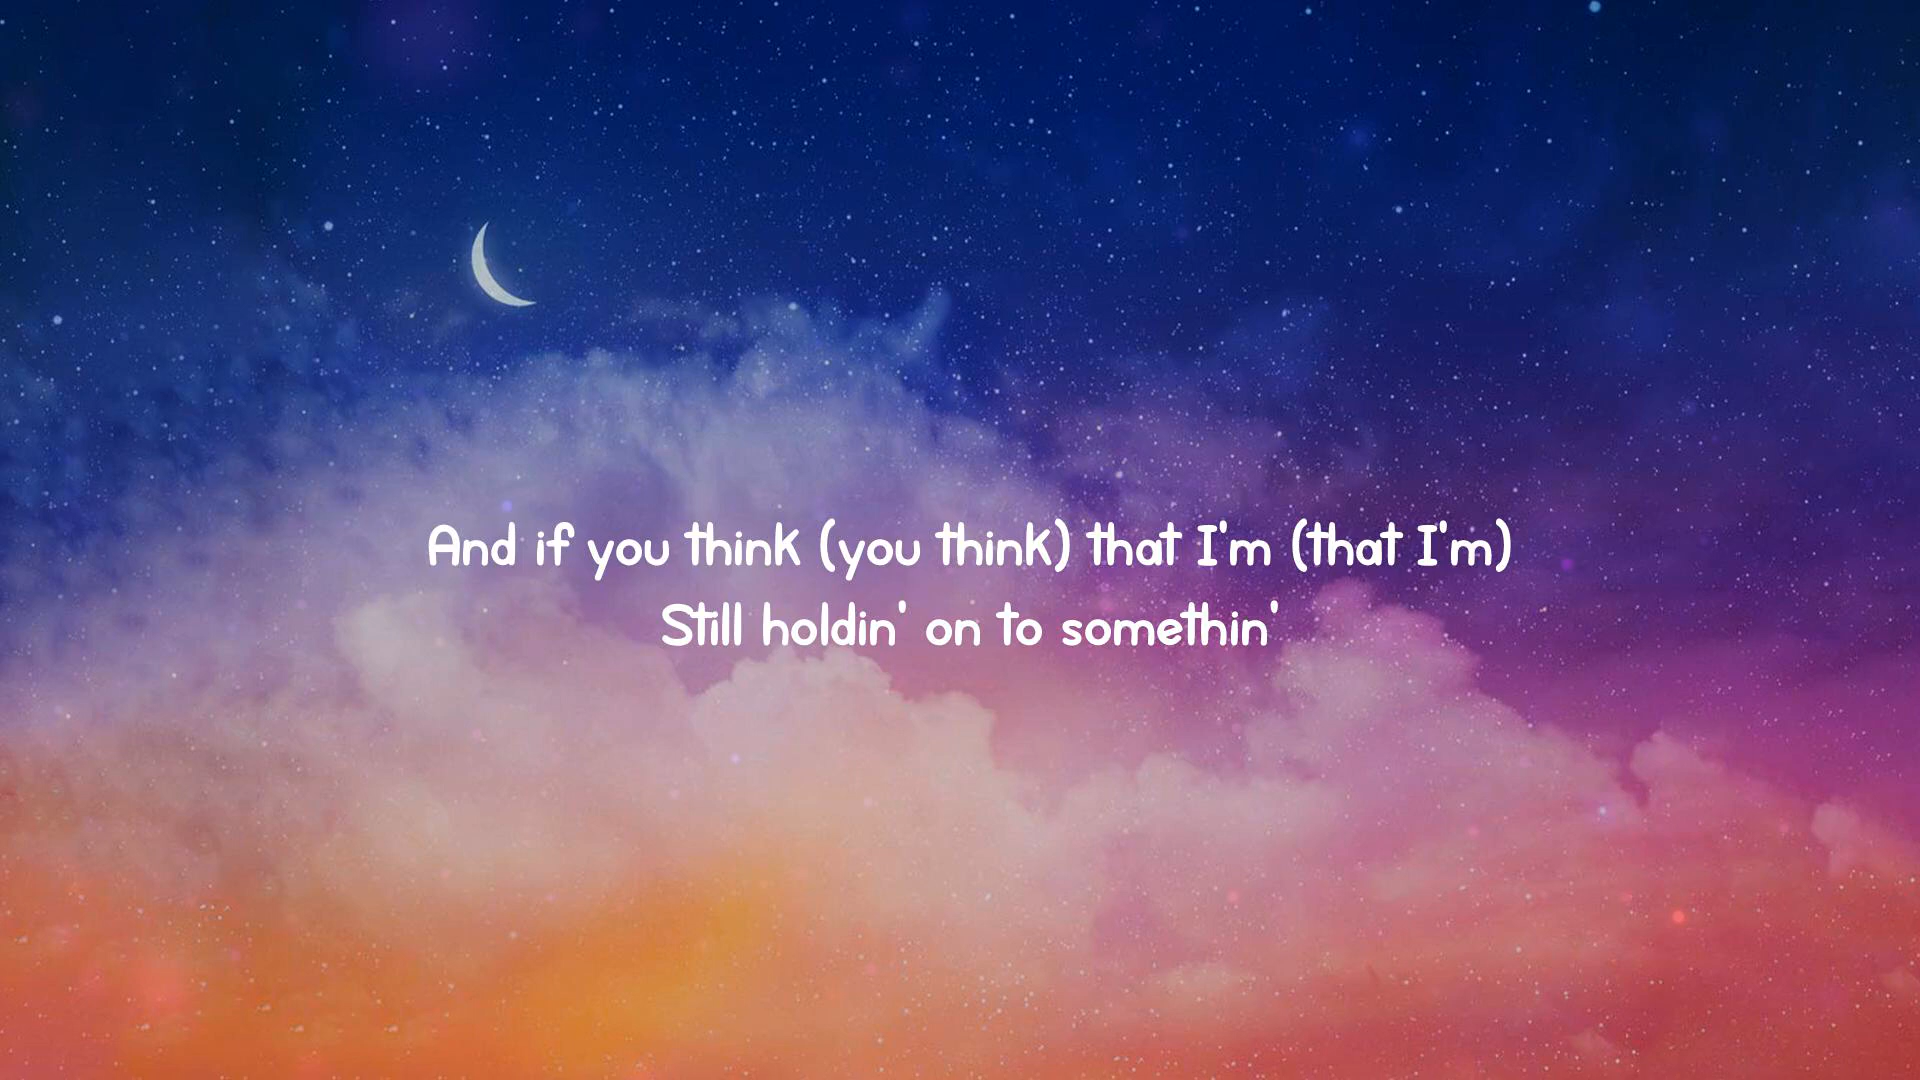 And if you think (you think) that I'm (that I'm)
Still holdin' on to somethin'